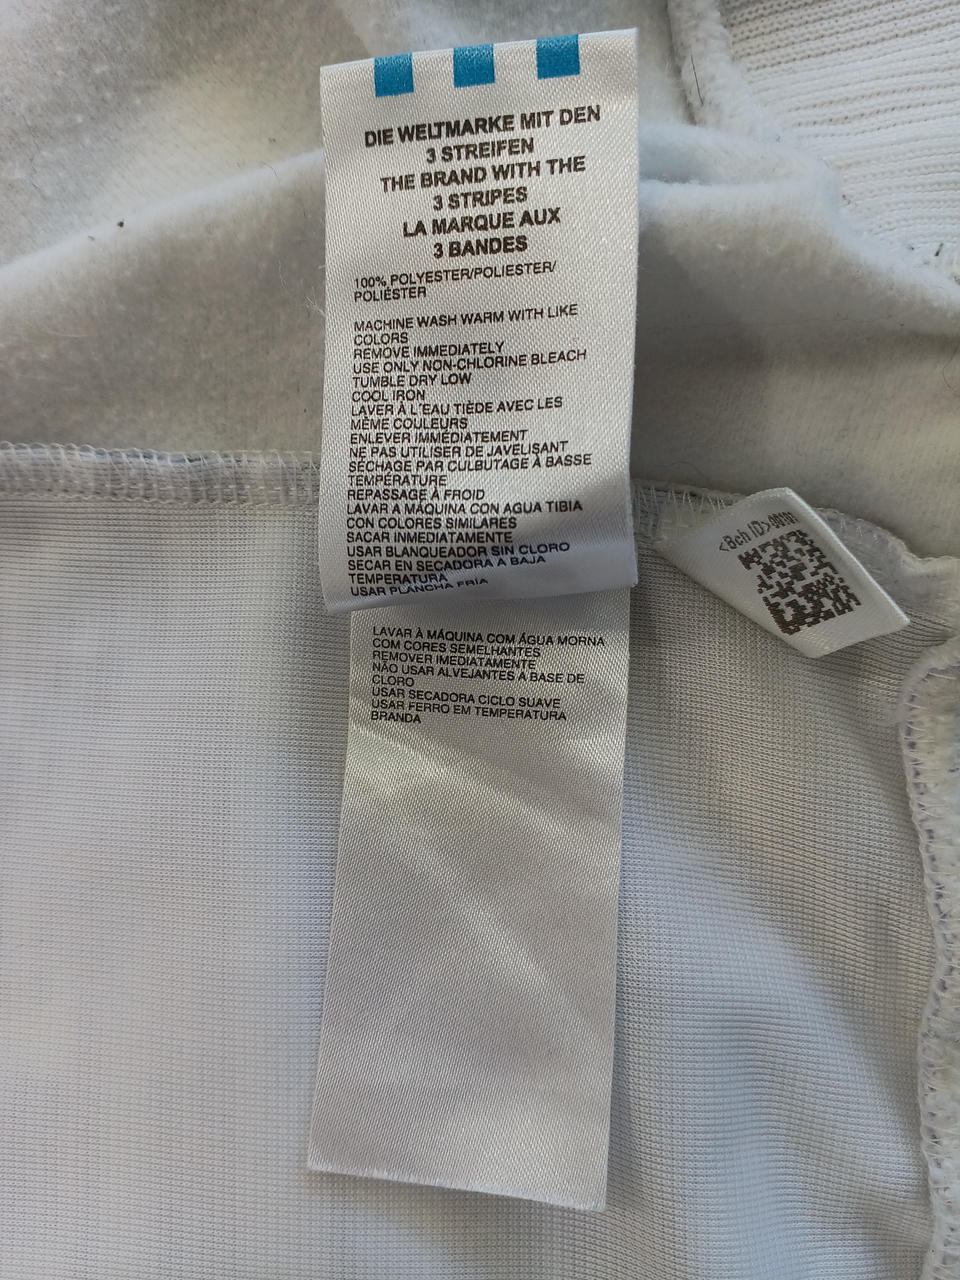 DIE WELTMARKE MIT DEN
3 STREIFEN
THE BRAND WITH THE
3 STRIPES
LA MARQUE AUX
3 BANDES
100% POLYESTER/POLIESTER/
POLIÉSTER
MACHINE WASH WARM WITH LIKE
COLORS
REMOVE IMMEDIATELY
USE ONLY NON-CHLORINE BLEACH
TUMBLE DRY LOW
COOL IRON
LAVER À L'EAU TIÈDE AVEC LES
MÊME COULEURS
ENLEVER IMMÉDIATEMENT
NE PAS UTILISER DE JAVELISANT
SÉCHAGE PAR CULBUTAGE À BASSE
TEMPÉRATURE
REPASSAGE À FROID
LAVAR A MÁQUINA CON AGUA TIBIA
CON COLORES SIMILARES
SACAR INMEDIATAMENTE
USAR BLANQUEADOR SIN CLORO
SECAR EN SECADORA A BAJA
TEMPERATURA
USAR PLANCHA FRIA
<Bch ID>00101
LAVAR À MÁQUINA COM ÁGUA MORNA
COM CORES SEMELHANTES
REMOVER IMEDIATAMENTE
NÃO USAR ALVEJANTES A BASE DE
CLORO
USAR SECADORA CICLO SUAVE
USAR FERRO EM TEMPERATURA
BRANDA